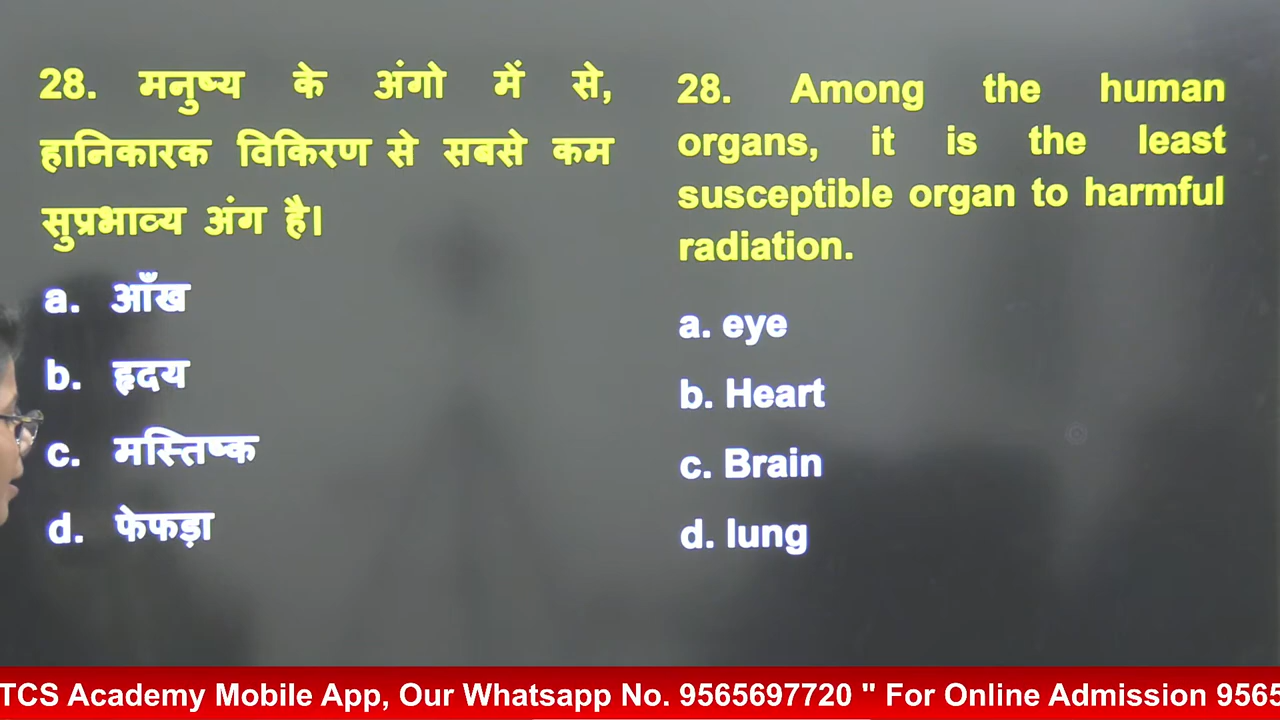 28. मनुष्य के अंगो में से,
हानिकारक विकिरण से सबसे कम
सुप्रभाव्य अंग है।
a. आँख
b. हृदय
c. मस्तिष्क
d. फेफड़ा
28. Among the human
organs, it is the least
susceptible organ to harmful
radiation.
a. eye
b. Heart
c. Brain
d. lung
TCS Academy Mobile App, Our Whatsapp No. 9565697720 " For Online Admission 9565